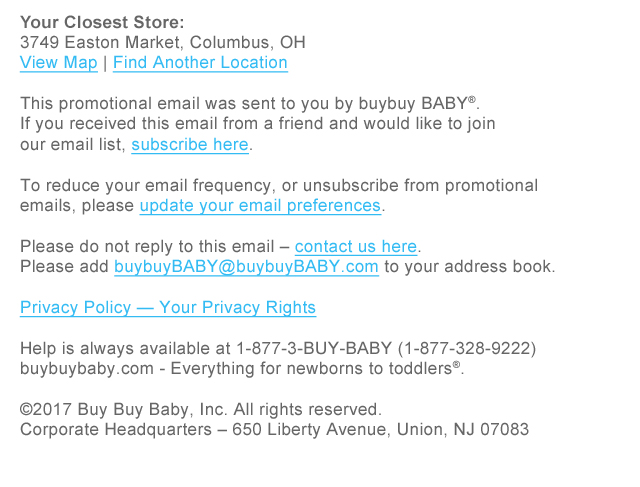 Your Closest Store:
3749 Easton Market, Columbus, OH
View Map | Find Another Location
This promotional email was sent to you by buybuy BABY®.
If you received this email from a friend and would like to join
our email list, subscribe here.
To reduce your email frequency, or unsubscribe from promotional
emails, please update your email preferences.
Please do not reply to this email – contact us here.
Please add buybuyBABY@buybuyBABY.com to your address book.
Privacy Policy — Your Privacy Rights
Help is always available at 1-877-3-BUY-BABY (1-877-328-9222)
buybuybaby.com - Everything for newborns to toddlers®.
©2017 Buy Buy Baby, Inc. All rights reserved.
Corporate Headquarters – 650 Liberty Avenue, Union, NJ 07083